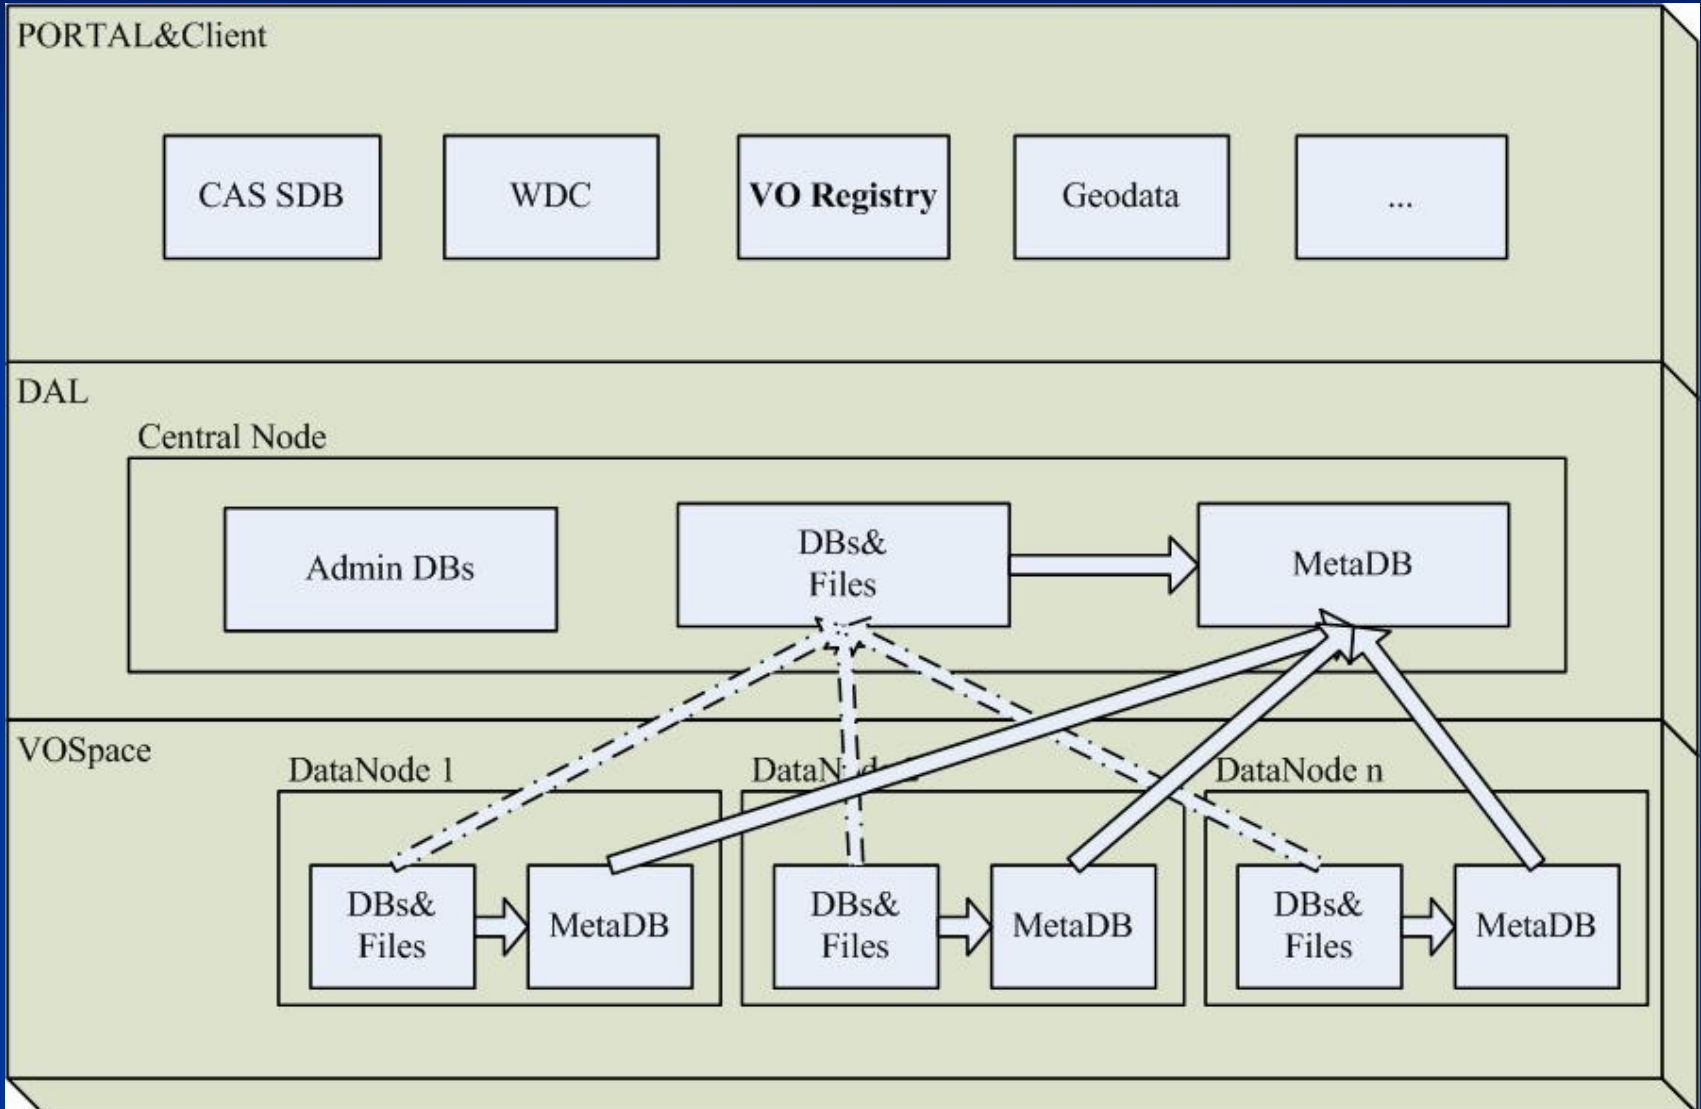 PORTAL&Client
CAS SDB
WDC
VO Registry
Geodata
...
DAL
Central Node
Admin DBs
DBs&
Files
MetaDB
VOSpace
DataNode 1
DataNode n
DBs&
Files
MetaDB
DBs&
Files
MetaDB
DBs&
Files
MetaDB